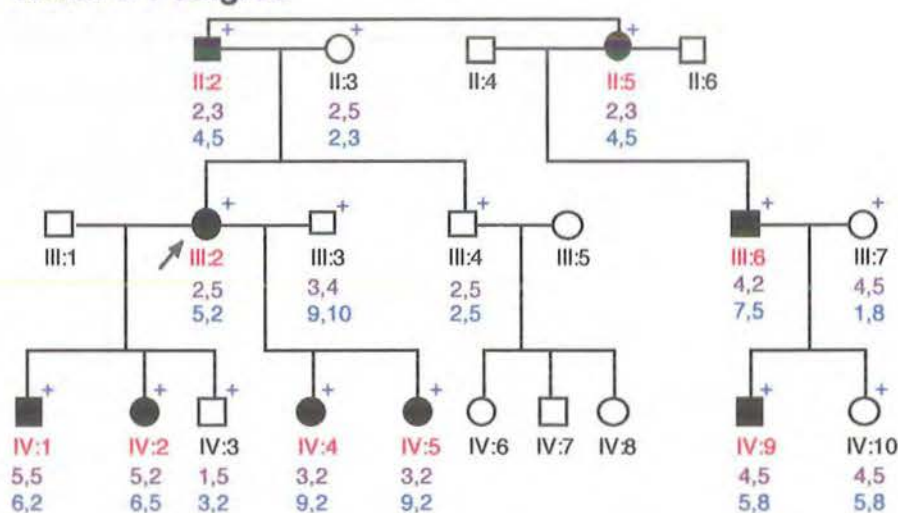 + + +
II:2 II:3 II:4 II:5 II:6
2,3 2,5 2,3
4,5 2,3 4,5
+ + + + +
III:1 III:2 III:3 III:4 III:5 III:6 III:7
2,5 3,4 2,5 4,2 4,5
5,2 9,10 2,5 7,5 1,8
+ + + + + + +
IV:1 IV:2 IV:3 IV:4 IV:5 IV:6 IV:7 IV:8 IV:9 IV:10
5,5 5,2 1,5 3,2 3,2 4,5 4,5
6,2 6,5 3,2 9,2 9,2 5,8 5,8